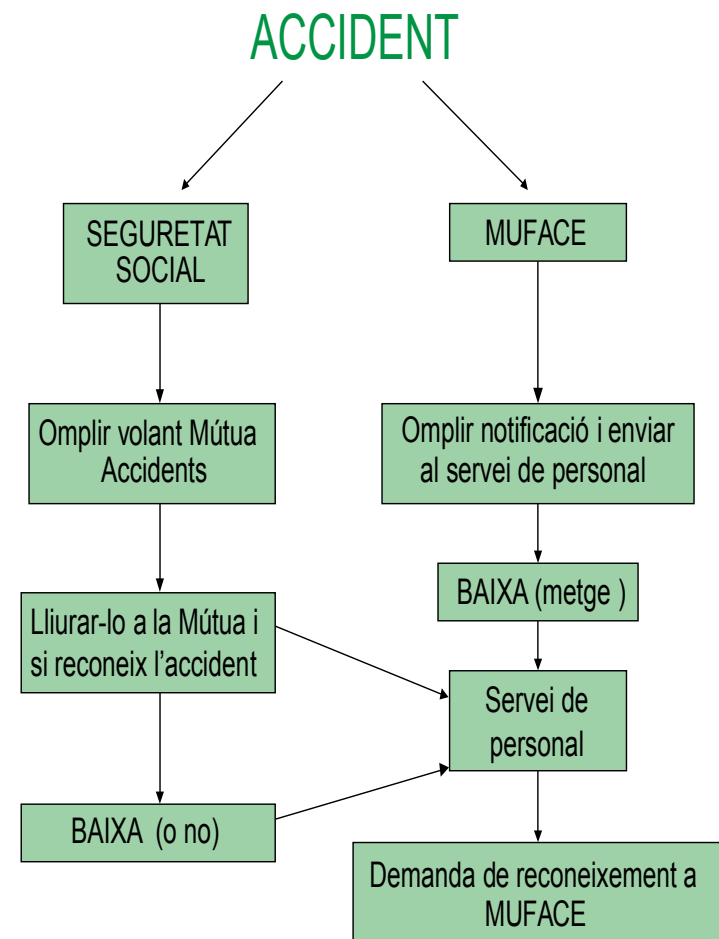 ACCIDENT
SEGURETAT
SOCIAL
Omplir volant Mútua
Accidents
Lliurar-lo a la Mútua i
si reconeix l’accident
BAIXA (o no)
MUFACE
Omplir notificació i enviar
al servei de personal
BAIXA (metge )
Servei de
personal
Demanda de reconeixement a
MUFACE